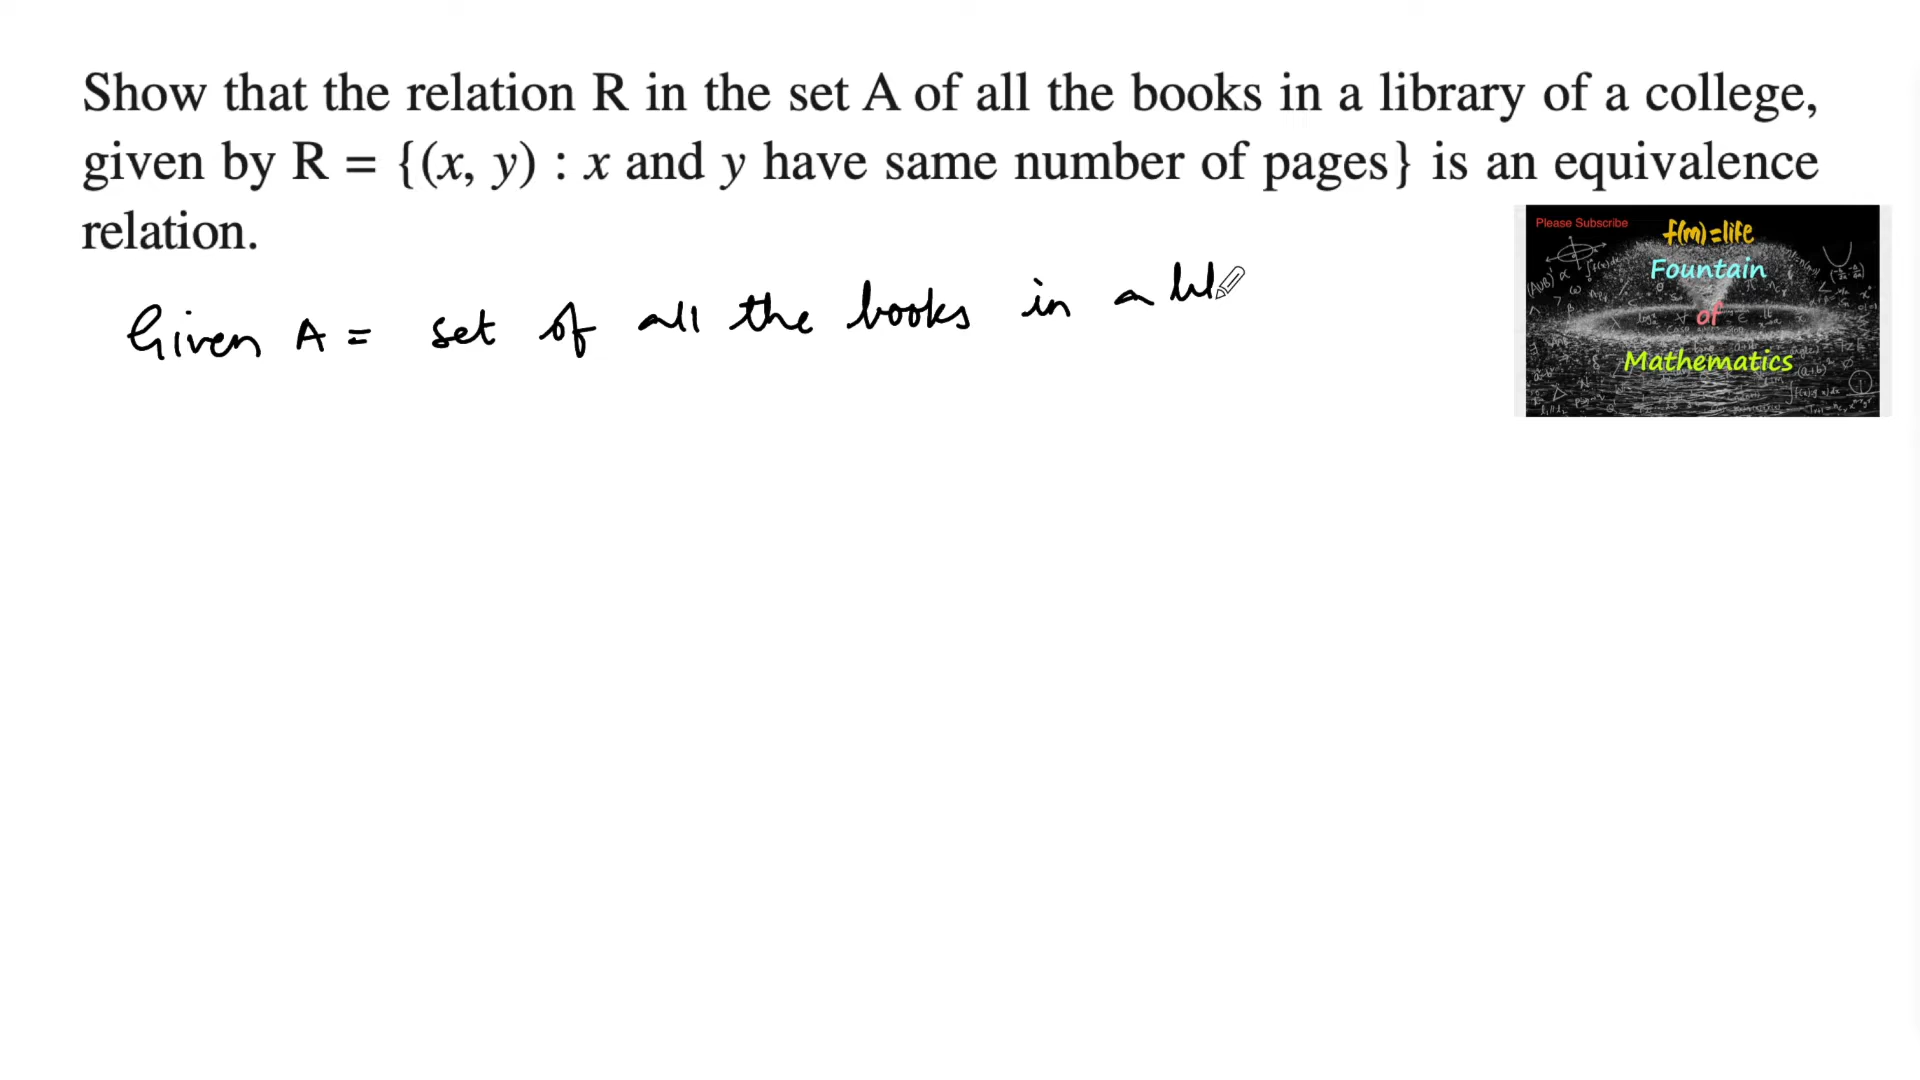 Show that the relation R in the set A of all the books in a library of a college,
given by R = {(x, y) : x and y have same number of pages} is an equivalence
relation.
Please Subscribe
f(m)=life
Fountain
of
Mathematics
Given A = set of all the books in a